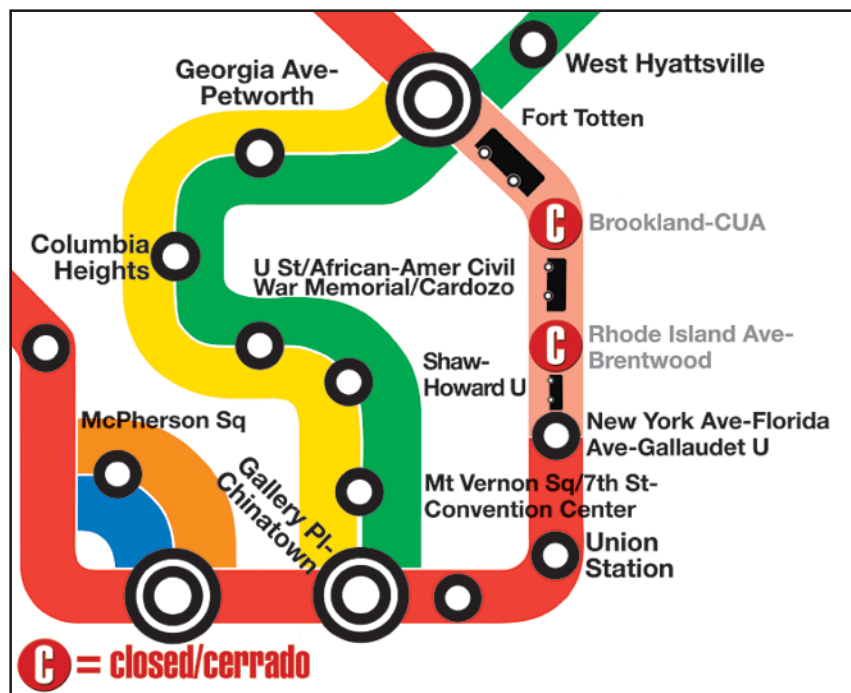 Georgia Ave-
Petworth
West Hyattsville
Fort Totten
C
Brookland-CUA
Columbia
Heights
U St/African-Amer Civil
War Memorial/Cardozo
C
Rhode Island Ave-
Brentwood
Shaw-
Howard U
McPherson Sq
New York Ave-Florida
Ave-Gallaudet U
Gallery Pl-
Chinatown
Mt Vernon Sq/7th St-
Convention Center
Union
Station
C = closed/cerrado